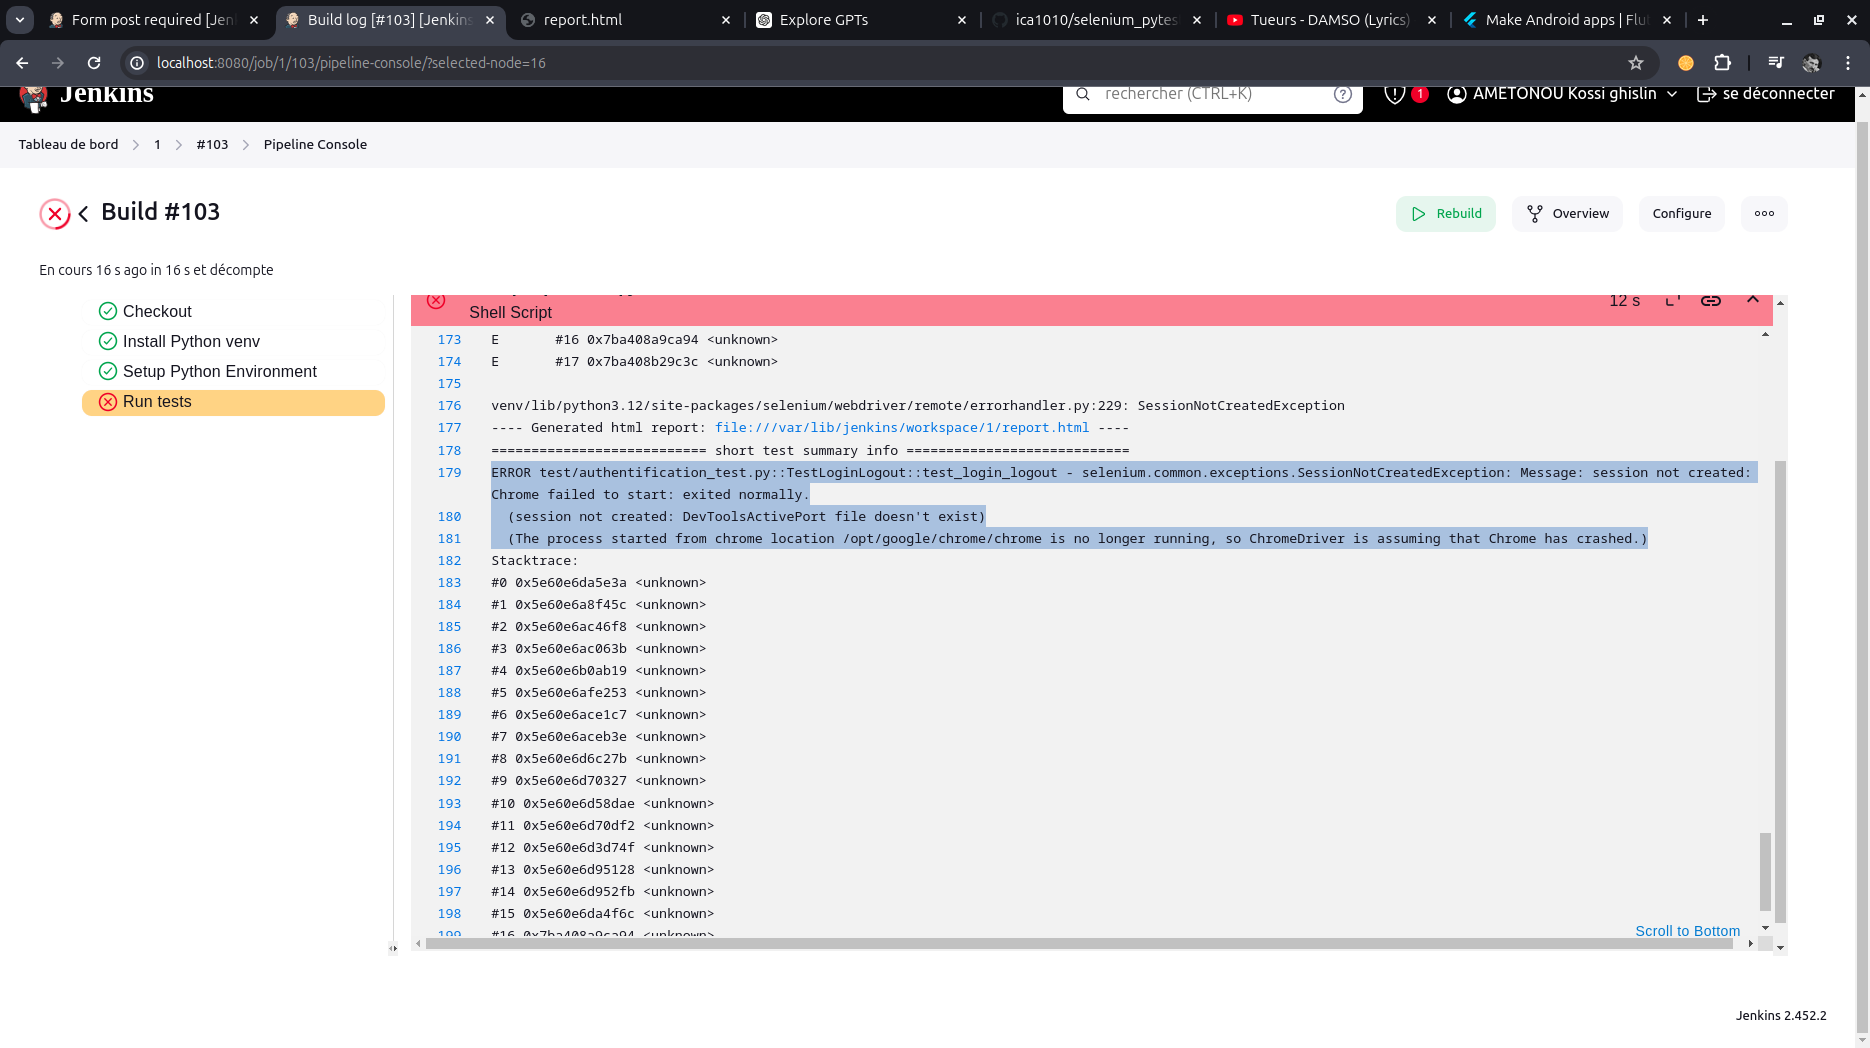 Form post required [Jen
Build log [#103] [Jenkins
report.html
Explore GPTs
ica1010/selenium_pytes
Tueurs - DAMSO (Lyrics)
Make Android apps | Flu
localhost:8080/job/1/103/pipeline-console/?selected-node=16
Jenkins
rechercher (CTRL+K)
1
AMETONOU Kossi ghislin
se déconnecter
Tableau de bord
1
#103
Pipeline Console
Build #103
Rebuild
Overview
Configure
En cours 16 s ago in 16 s et décompte
Checkout
Install Python venv
Setup Python Environment
Run tests
Shell Script
12 s
173 E       #16 0x7ba408a9ca94 <unknown>
174 E       #17 0x7ba408b29c3c <unknown>
175
176 venv/lib/python3.12/site-packages/selenium/webdriver/remote/errorhandler.py:229: SessionNotCreatedException
177 ---- Generated html report: file:///var/lib/jenkins/workspace/1/report.html ----
178 =========================== short test summary info ============================
179 ERROR test/authentification_test.py::TestLoginLogout::test_login_logout - selenium.common.exceptions.SessionNotCreatedException: Message: session not created:
Chrome failed to start: exited normally.
180   (session not created: DevToolsActivePort file doesn't exist)
181   (The process started from chrome location /opt/google/chrome/chrome is no longer running, so ChromeDriver is assuming that Chrome has crashed.)
182 Stacktrace:
183 #0 0x5e60e6da5e3a <unknown>
184 #1 0x5e60e6a8f45c <unknown>
185 #2 0x5e60e6ac46f8 <unknown>
186 #3 0x5e60e6ac063b <unknown>
187 #4 0x5e60e6b0ab19 <unknown>
188 #5 0x5e60e6afe253 <unknown>
189 #6 0x5e60e6ace1c7 <unknown>
190 #7 0x5e60e6aceb3e <unknown>
191 #8 0x5e60e6d6c27b <unknown>
192 #9 0x5e60e6d70327 <unknown>
193 #10 0x5e60e6d58dae <unknown>
194 #11 0x5e60e6d70df2 <unknown>
195 #12 0x5e60e6d3d74f <unknown>
196 #13 0x5e60e6d95128 <unknown>
197 #14 0x5e60e6d952fb <unknown>
198 #15 0x5e60e6da4f6c <unknown>
199 #16 0x7ba408a9ca94 <unknown>
Scroll to Bottom
Jenkins 2.452.2